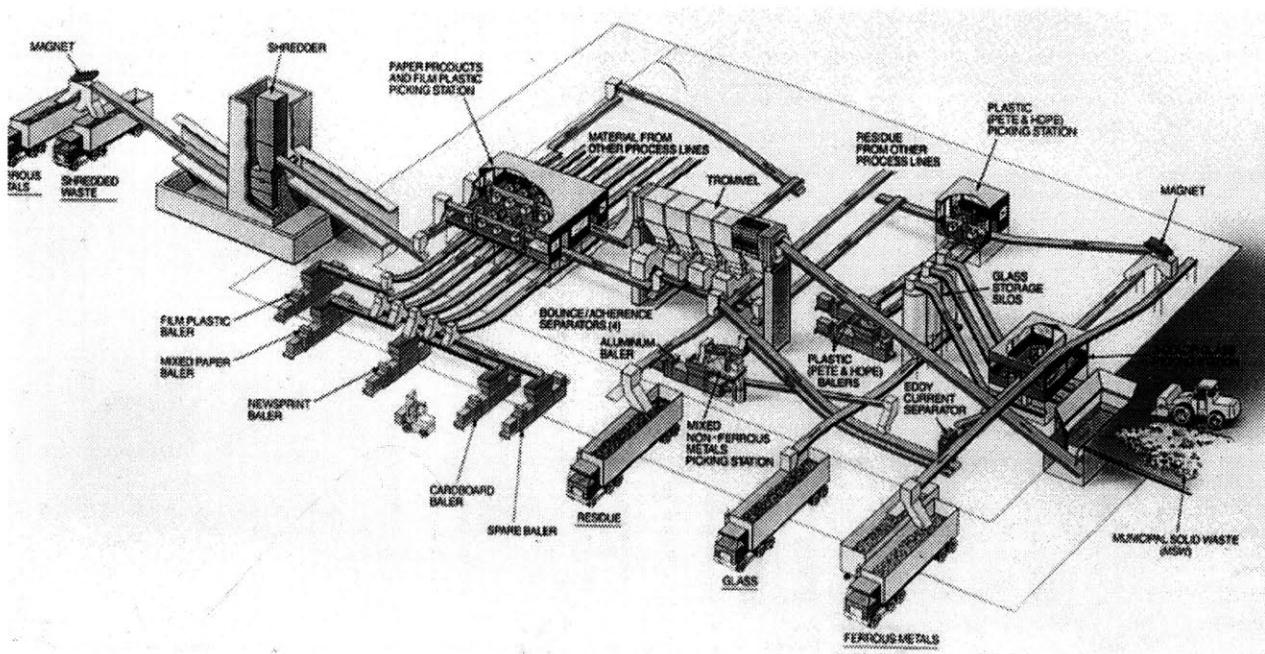 MAGNET
SHREDDER
PAPER PRODUCTS
AND FILM PLASTIC
PICKING STATION
MATERIAL FROM
OTHER PROCESS LINES
RESIDUE
FROM OTHER
PROCESS LINES
PLASTIC
(PETE & HDPE)
PICKING STATION
TROMMEL
MAGNET
SHREDDED
WASTE
GLASS
STORAGE
SILOS
FILM PLASTIC
BALER
BOUNCE/ADHERENCE
SEPARATORS (4)
MIXED PAPER
BALER
ALUMINUM
BALER
PLASTIC
(PETE & HDPE)
BALERS
EDDY
CURRENT
SEPARATOR
NEWSPRINT
BALER
MIXED
NON-FERROUS
METALS
PICKING STATION
CARDBOARD
BALER
SPARE BALER
RESIDUE
GLASS
FERROUS METALS
MUNICIPAL SOLID WASTE
(MSW)